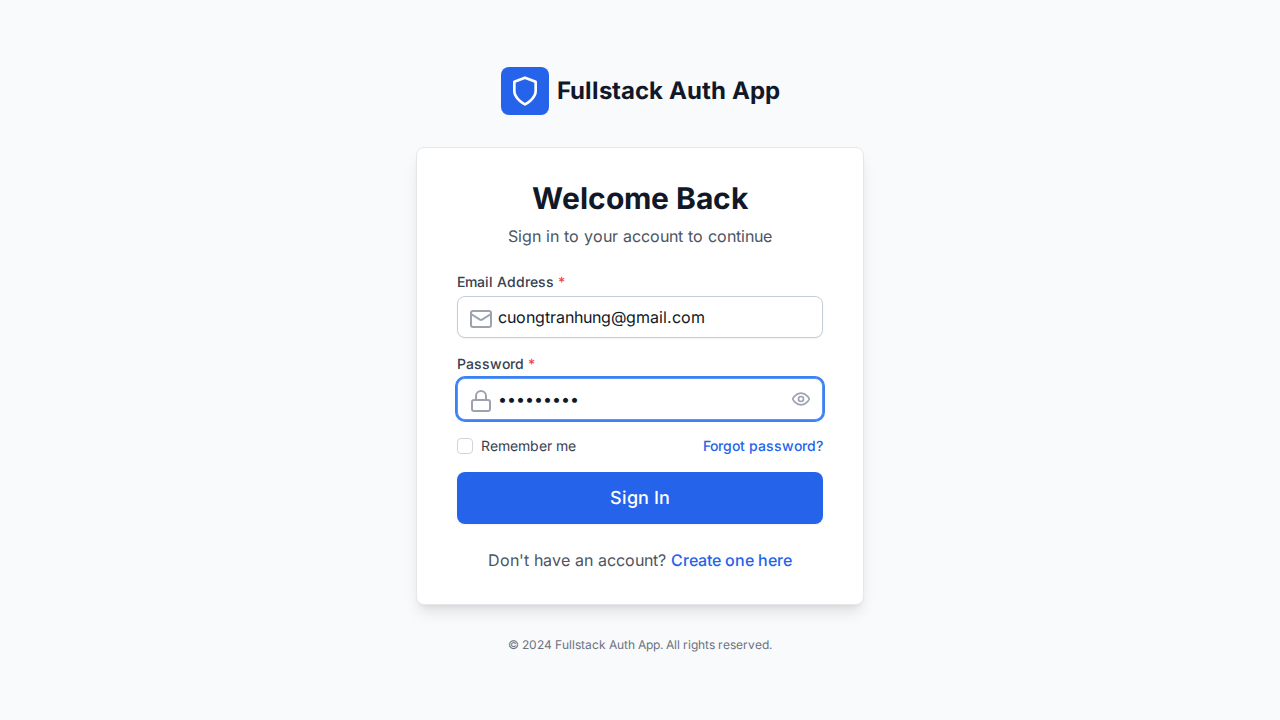 Fullstack Auth App
Welcome Back
Sign in to your account to continue
Email Address *
cuongtranhung@gmail.com
Password *
•••••••••
Remember me
Forgot password?
Sign In
Don't have an account? Create one here
© 2024 Fullstack Auth App. All rights reserved.